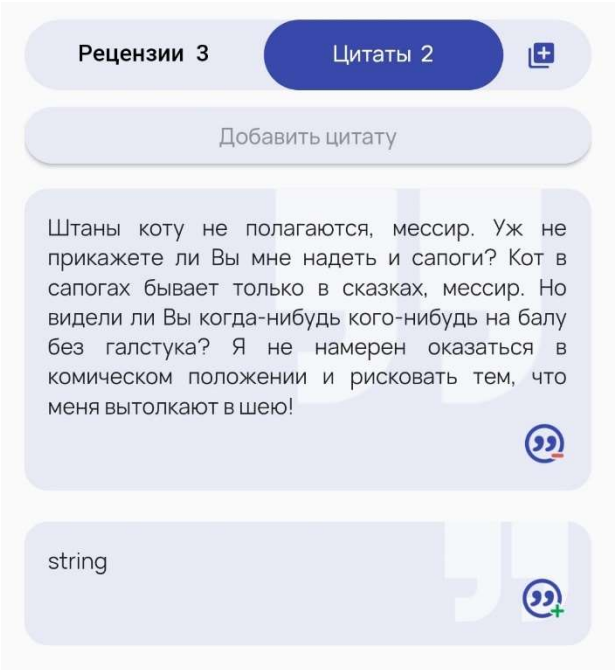 Рецензии 3
Цитаты 2
Добавить цитату
Штаны коту не полагаются, мессир. Уж не
прикажете ли Вы мне надеть и сапоги? Кот в
сапогах бывает только в сказках, мессир. Но
видели ли Вы когда-нибудь кого-нибудь на балу
без галстука? Я не намерен оказаться в
комическом положении и рисковать тем, что
меня вытолкают в шею!
string